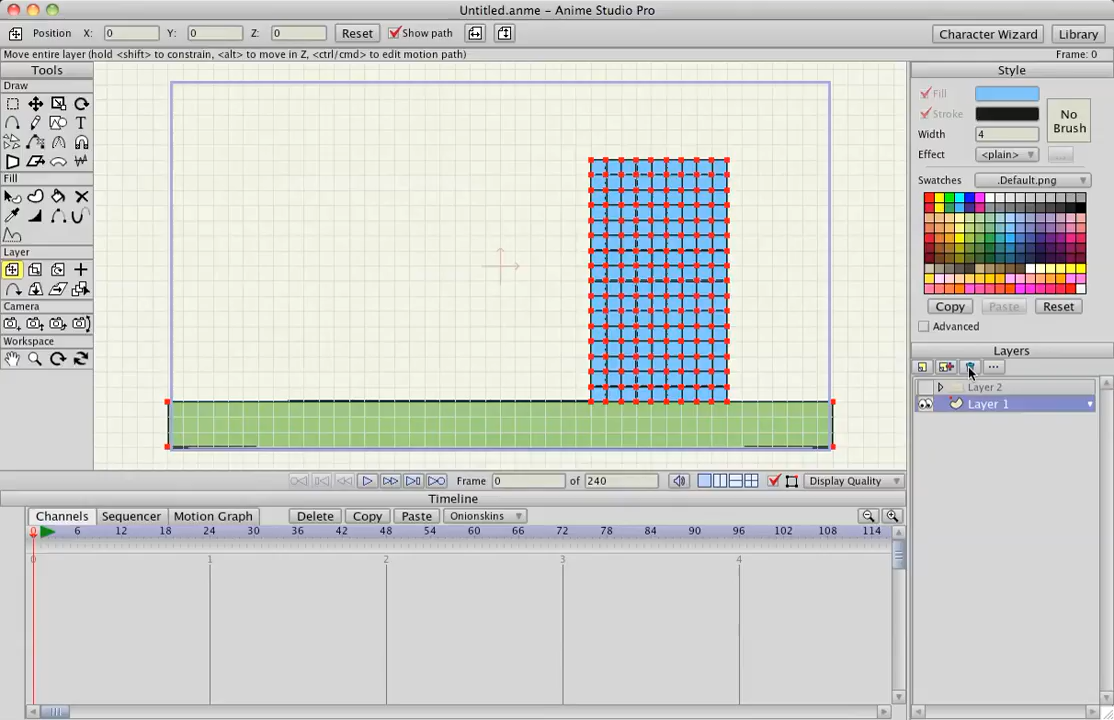 Untitled.anme - Anime Studio Pro
Position X: 0 Y: 0 Z: 0 Reset Show path Character Wizard Library
Move entire layer (hold <shift> to constrain, <alt> to move in Z, <ctrl/cmd> to edit motion path) Frame: 0
Tools
Draw
T
Fill
Layer
Camera
Workspace
Style
Fill
Stroke
No
Brush
Width 4
Effect <plain> ...
Swatches .Default.png
Copy Paste Reset
Advanced
Layers
...
Layer 2
Layer 1
Frame 0 of 240 Display Quality
Timeline
Channels Sequencer Motion Graph Delete Copy Paste Onionskins
0 6 12 18 24 30 36 42 48 54 60 66 72 78 84 90 96 102 108 114
0 1 2 3 4